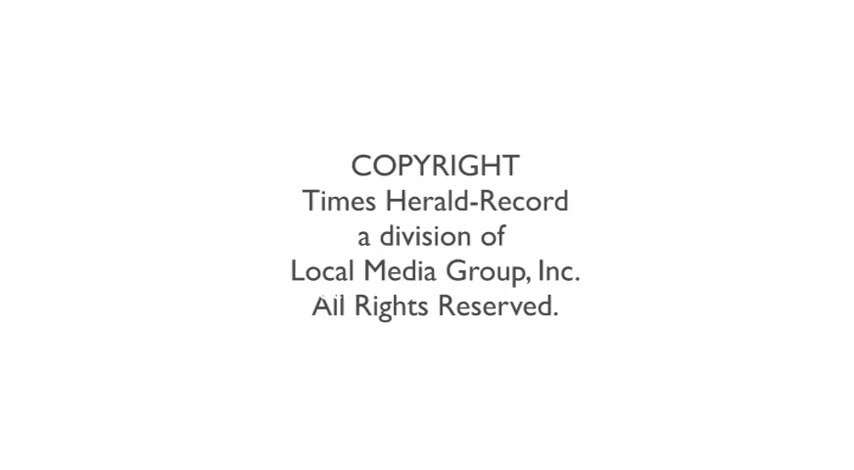 COPYRIGHT
Times Herald-Record
a division of
Local Media Group, Inc.
All Rights Reserved.